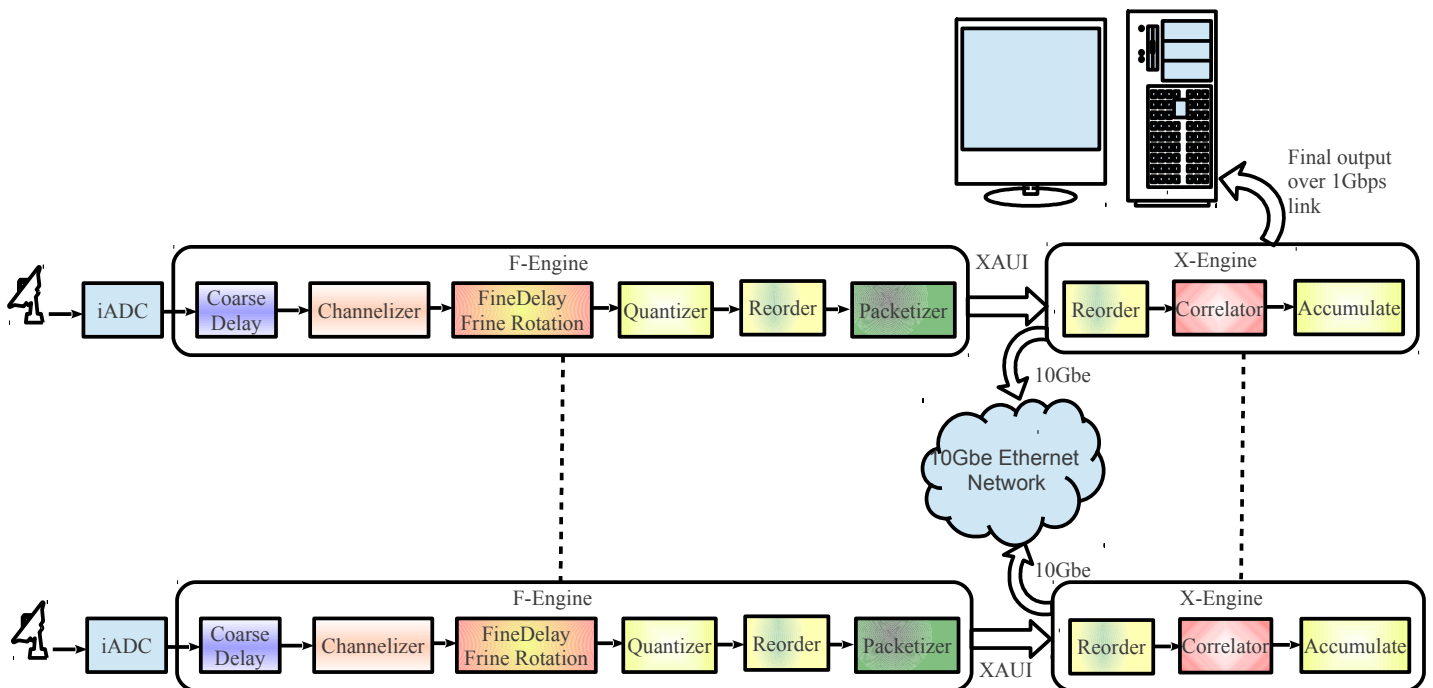 Final output
over 1Gbps
link
F-Engine
XAUI
X-Engine
iADC
Coarse
Delay
Channelizer
FineDelay
Frine Rotation
Quantizer
Reorder
Packetizer
Reorder
Correlator
Accumulate
10Gbe
10Gbe Ethernet
Network
10Gbe
F-Engine
X-Engine
iADC
Coarse
Delay
Channelizer
FineDelay
Frine Rotation
Quantizer
Reorder
Packetizer
XAUI
Reorder
Correlator
Accumulate